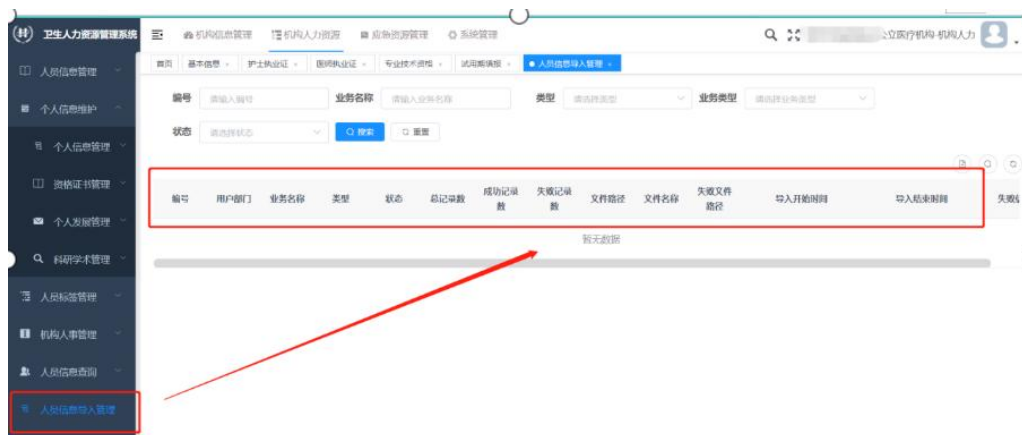 卫生人力资源管理系统 机构信息管理 机构人力资源 应急资源管理 系统管理 立医疗机构-机构人力
首页 基本信息 护士执业证 医师执业证 专业技术资格 试用期填报 人员信息导入管理
人员信息管理
个人信息维护
个人信息管理
资格证书管理
个人发展管理
科研学术管理
人员标签管理
机构人事管理
人员信息查询
人员信息导入管理
编号 请输入编号 业务名称 请输入业务名称 类型 请选择类型 业务类型 请选择业务类型
状态 请选择状态 搜索 重置
编号 用户部门 业务名称 类型 状态 总记录数 成功记录数 失败记录数 文件路径 文件名称 失败文件路径 导入开始时间 导入结束时间
暂无数据